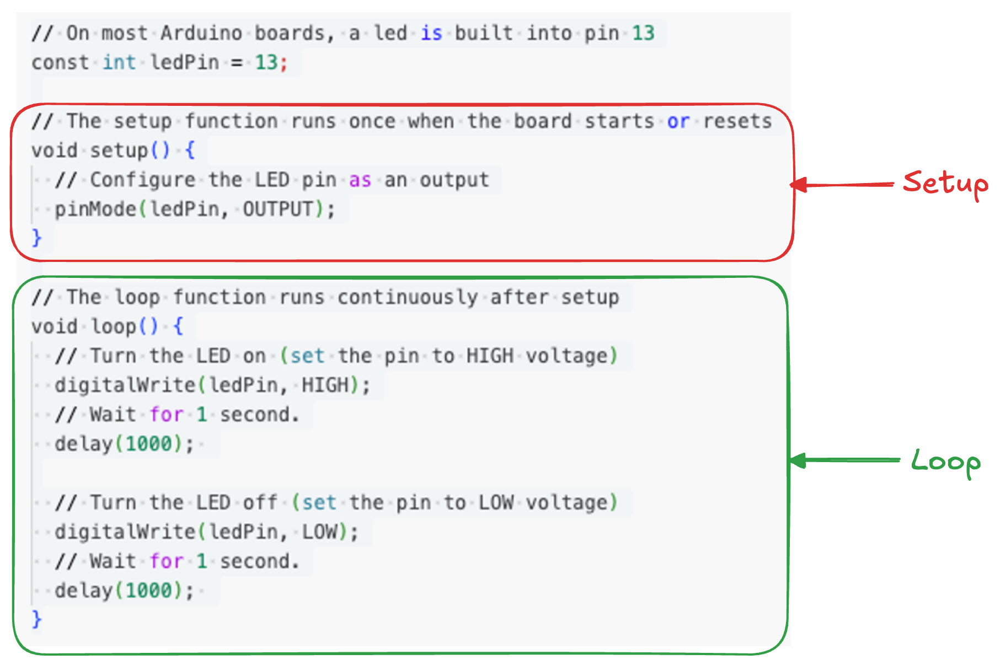 // On most Arduino boards, a led is built into pin 13
const int ledPin = 13;
// The setup function runs once when the board starts or resets
void setup() {
// Configure the LED pin as an output
pinMode(ledPin, OUTPUT);
}
Setup
// The loop function runs continuously after setup
void loop() {
// Turn the LED on (set the pin to HIGH voltage)
digitalWrite(ledPin, HIGH);
// Wait for 1 second.
delay(1000);
// Turn the LED off (set the pin to LOW voltage)
digitalWrite(ledPin, LOW);
// Wait for 1 second.
delay(1000);
}
Loop